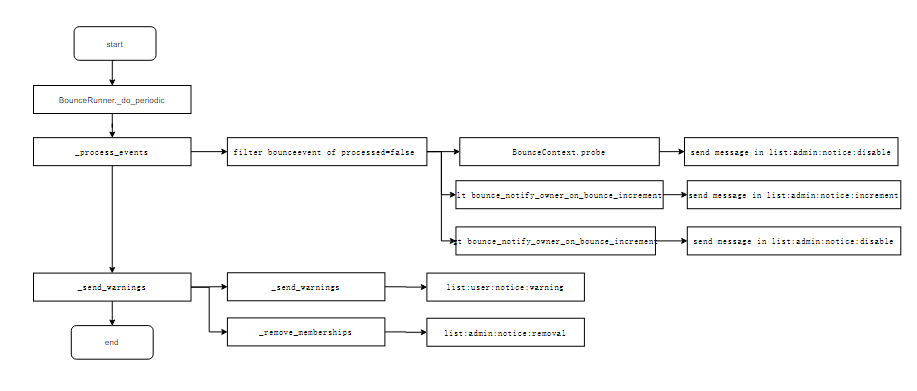 start
BounceRunner._do_periodic
_process_events
filter bounceevent of processed=false
BounceContext.probe
send message in list:admin:notice:disable
lt bounce_notify_owner_on_bounce_increment
send message in list:admin:notice:increment
t bounce_notify_owner_on_bounce_increment
send message in list:admin:notice:disable
_send_warnings
_send_warnings
list:user:notice:warning
_remove_memberships
list:admin:notice:removal
end